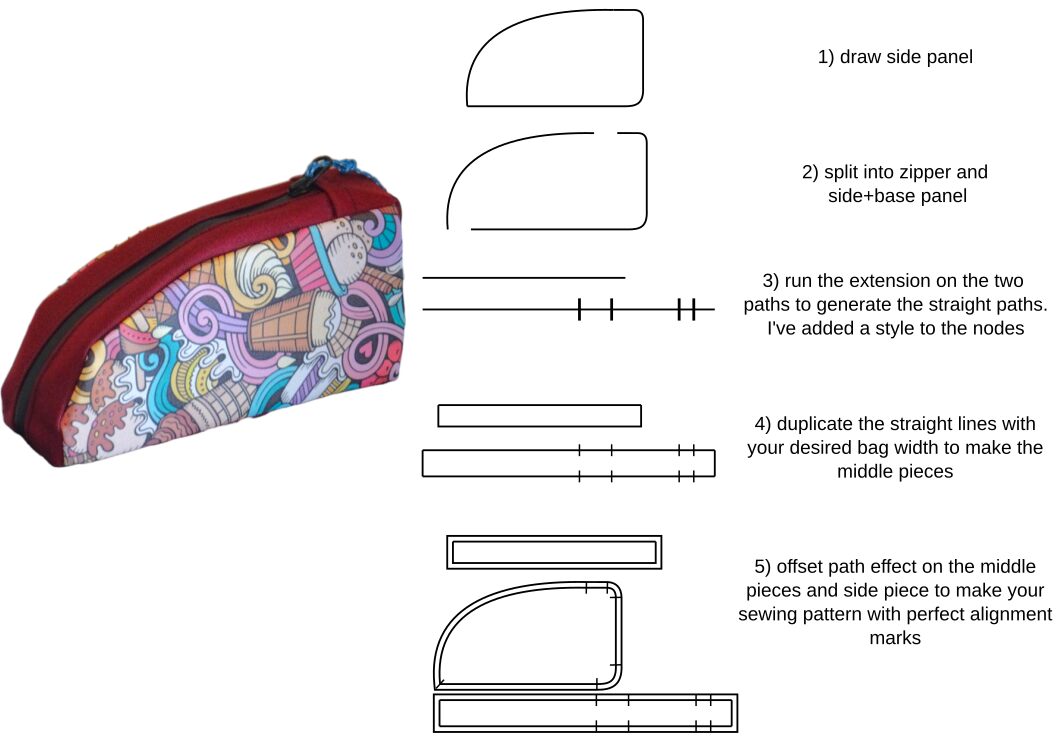 1) draw side panel
2) split into zipper and
side+base panel
3) run the extension on the two
paths to generate the straight paths.
I've added a style to the nodes
4) duplicate the straight lines with
your desired bag width to make the
middle pieces
5) offset path effect on the middle
pieces and side piece to make your
sewing pattern with perfect alignment
marks